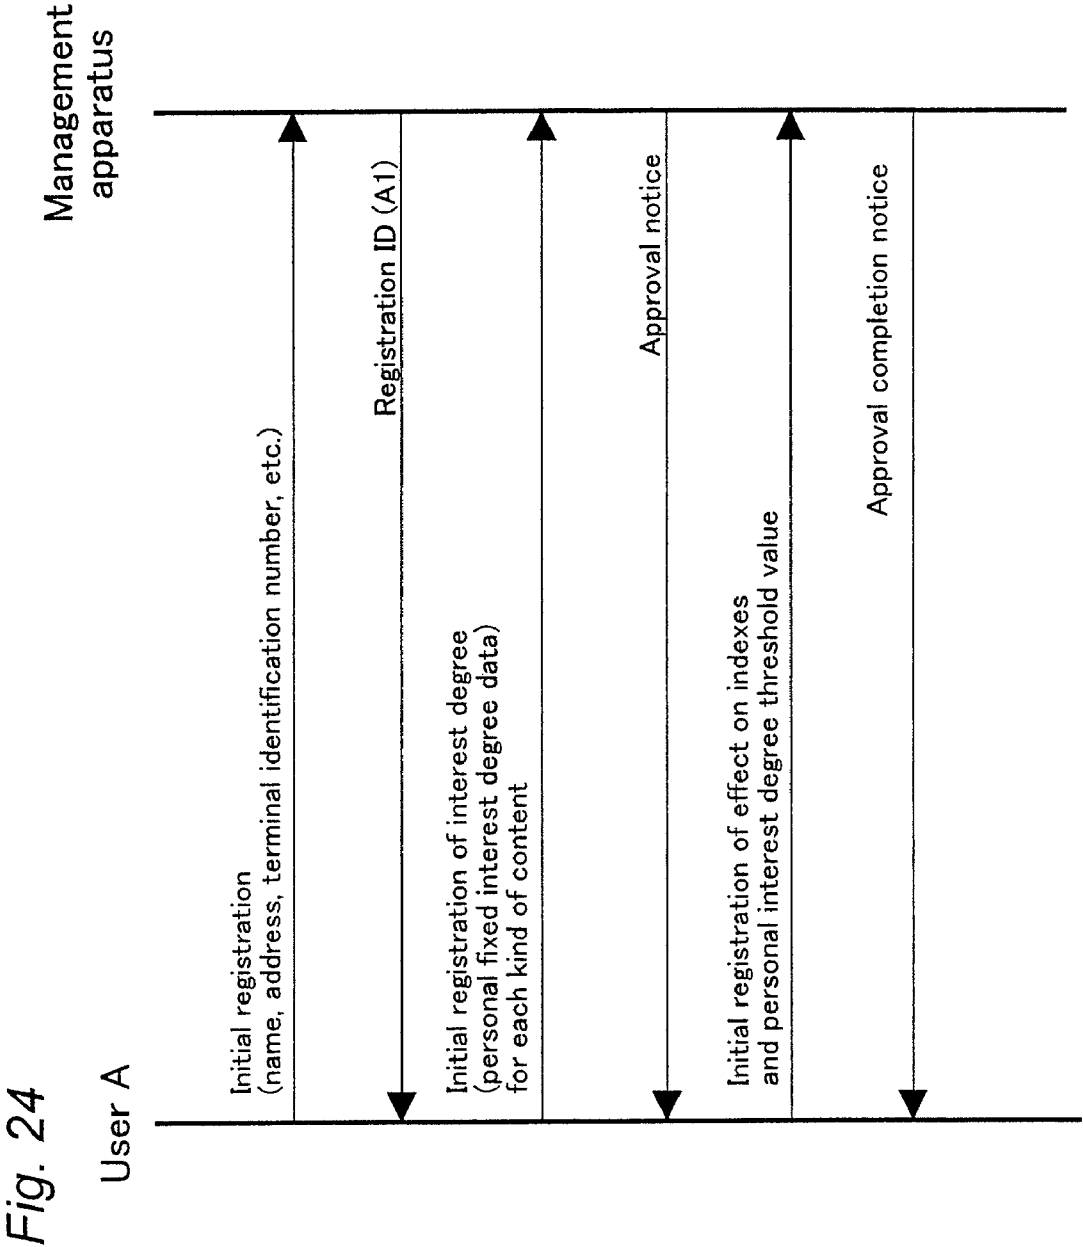 Fig. 24
User A
Management
apparatus
Initial registration
(name, address, terminal identification number, etc.)
Registration ID (A1)
Initial registration of interest degree
(personal fixed interest degree data)
for each kind of content
Approval notice
Initial registration of effect on indexes
and personal interest degree threshold value
Approval completion notice